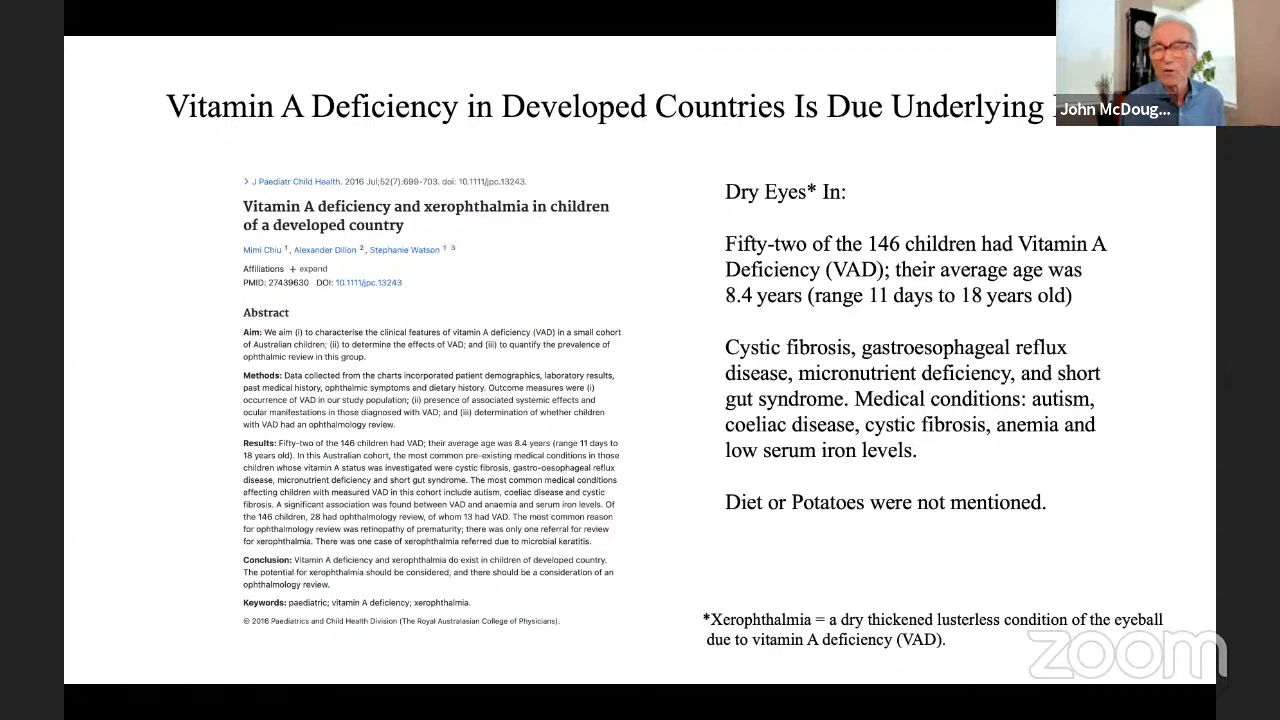 Vitamin A Deficiency in Developed Countries Is Due Underlying
John McDoug...
> J Paediatr Child Health. 2016 Jul;52(7):699-703. doi: 10.1111/jpc.13243.
Vitamin A deficiency and xerophthalmia in children
of a developed country
Mimi Chiu 1, Alexander Dillon 2, Stephanie Watson 1 3
Affiliations + expand
PMID: 27439630 DOI: 10.1111/jpc.13243
Abstract
Aim: We aim (i) to characterise the clinical features of vitamin A deficiency (VAD) in a small cohort
of Australian children; (ii) to determine the effects of VAD; and (iii) to quantify the prevalence of
ophthalmic review in this group.
Methods: Data collected from the charts incorporated patient demographics, laboratory results,
past medical history, ophthalmic symptoms and dietary history. Outcome measures were (i)
occurrence of VAD in our study population; (ii) presence of associated systemic effects and
ocular manifestations in those diagnosed with VAD; and (iii) determination of whether children
with VAD had an ophthalmology review.
Results: Fifty-two of the 146 children had VAD; their average age was 8.4 years (range 11 days to
18 years old). In this Australian cohort, the most common pre-existing medical conditions in those
children whose vitamin A status was investigated were cystic fibrosis, gastro-oesophageal reflux
disease, micronutrient deficiency and short gut syndrome. The most common medical conditions
affecting children with measured VAD in this cohort include autism, coeliac disease and cystic
fibrosis. A significant association was found between VAD and anaemia and serum iron levels. Of
the 146 children, 28 had ophthalmology review, of whom 13 had VAD. The most common reason
for ophthalmology review was retinopathy of prematurity; there was only one referral for review
for xerophthalmia. There was one case of xerophthalmia referred due to microbial keratitis.
Conclusion: Vitamin A deficiency and xerophthalmia do exist in children of developed country.
The potential for xerophthalmia should be considered, and there should be a consideration of an
ophthalmology review.
Keywords: paediatric; vitamin A deficiency; xerophthalmia.
© 2016 Paediatrics and Child Health Division (The Royal Australasian College of Physicians).
Dry Eyes* In:
Fifty-two of the 146 children had Vitamin A
Deficiency (VAD); their average age was
8.4 years (range 11 days to 18 years old)
Cystic fibrosis, gastroesophageal reflux
disease, micronutrient deficiency, and short
gut syndrome. Medical conditions: autism,
coeliac disease, cystic fibrosis, anemia and
low serum iron levels.
Diet or Potatoes were not mentioned.
*Xerophthalmia = a dry thickened lusterless condition of the eyeball
due to vitamin A deficiency (VAD).
zoom